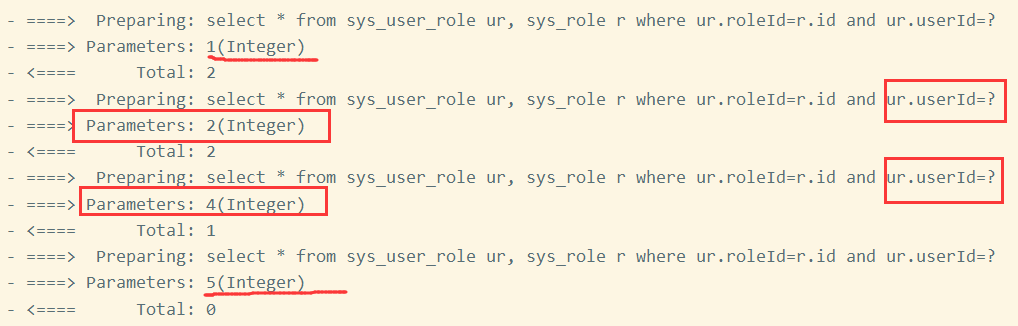 - ====>  Preparing: select * from sys_user_role ur, sys_role r where ur.roleId=r.id and ur.userId=?
- ====> Parameters: 1(Integer)
- <====      Total: 2
- ====>  Preparing: select * from sys_user_role ur, sys_role r where ur.roleId=r.id and ur.userId=?
- ====> Parameters: 2(Integer)
- <====      Total: 2
- ====>  Preparing: select * from sys_user_role ur, sys_role r where ur.roleId=r.id and ur.userId=?
- ====> Parameters: 4(Integer)
- <====      Total: 1
- ====>  Preparing: select * from sys_user_role ur, sys_role r where ur.roleId=r.id and ur.userId=?
- ====> Parameters: 5(Integer)
- <====      Total: 0